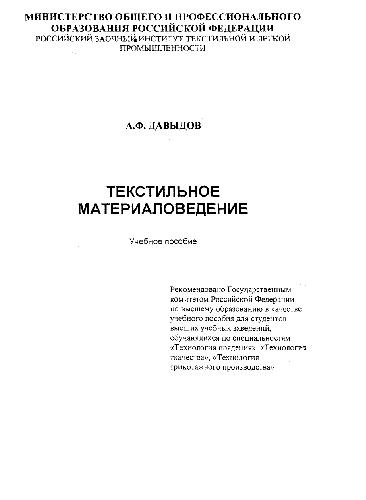 МИНИСТЕРСТВО ОБЩЕГО И ПРОФЕССИОНАЛЬНОГО
ОБРАЗОВАНИЯ РОССИЙСКОЙ ФЕДЕРАЦИИ
РОССИЙСКИЙ ЗАОЧНЫЙ ИНСТИТУТ ТЕКСТИЛЬНОЙ И ЛЕГКОЙ
ПРОМЫШЛЕННОСТИ
А.Ф. ДАВЫДОВ
ТЕКСТИЛЬНОЕ
МАТЕРИАЛОВЕДЕНИЕ
Учебное пособие
Рекомендовано Государственным
комитетом Российской Федерации
по высшему образованию в качестве
учебного пособия для студентов
высших учебных заведений,
обучающихся по специальностям
«Технология прядения», «Технология
ткачества», «Технология
трикотажного производства»